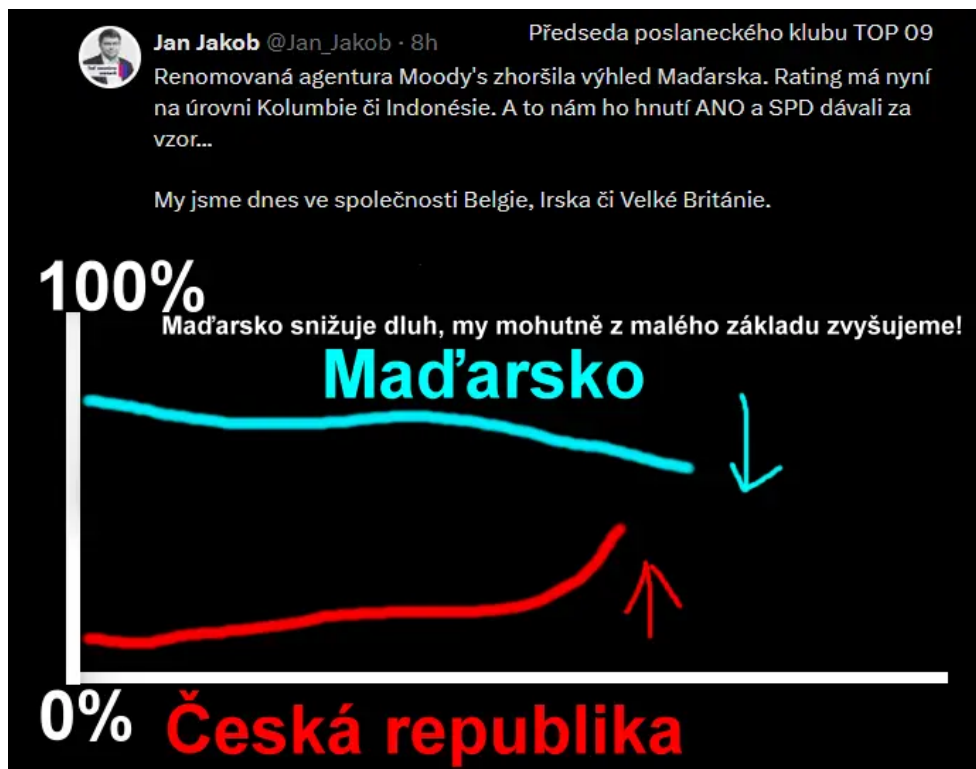 Jan Jakob @Jan_Jakob · 8h
Předseda poslaneckého klubu TOP 09
Renomovaná agentura Moody's zhoršila výhled Maďarska. Rating má nyní
na úrovni Kolumbie či Indonésie. A to nám ho hnutí ANO a SPD dávali za
vzor...
My jsme dnes ve společnosti Belgie, Irska či Velké Británie.
100%
Maďarsko snižuje dluh, my mohutně z malého základu zvyšujeme!
Maďarsko
0%
Česká republika